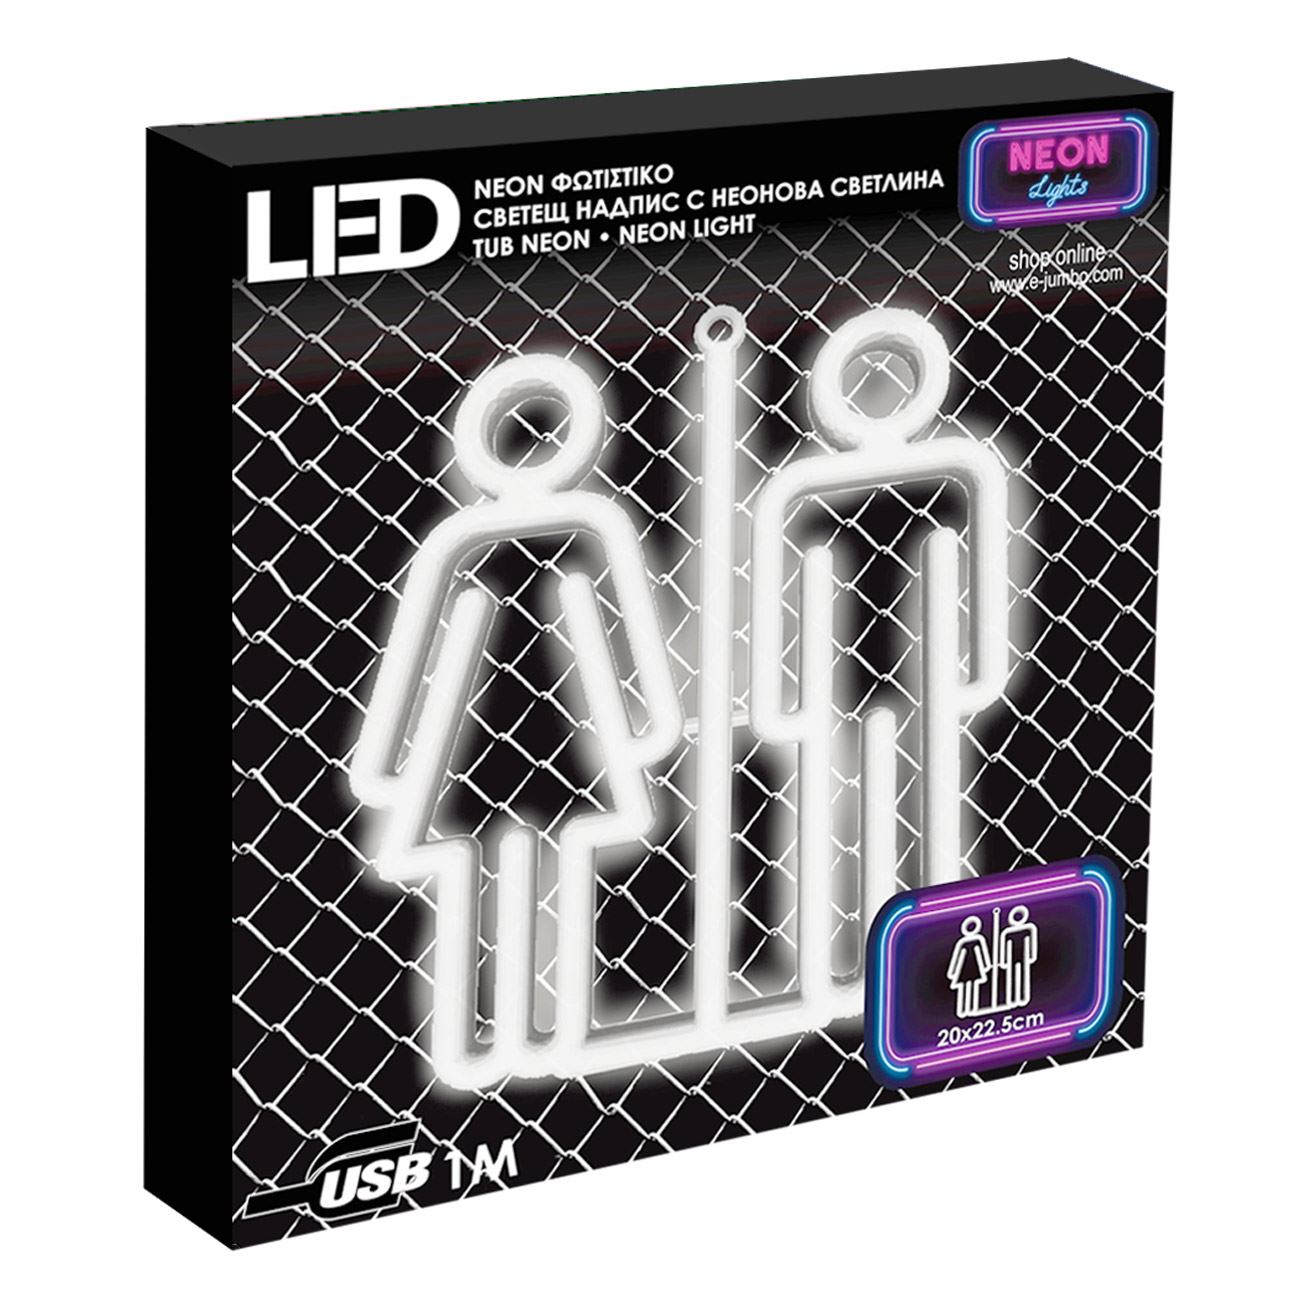 LED
NEON ΦΩΤΙΣΤΙΚΟ
СВЕТЕЩ НАДПИС С НЕОНОВА СВЕТЛИНА
TUB NEON • NEON LIGHT
NEON
Lights
shop online
www.e-jumbo.com
20x22.5cm
USB 1M